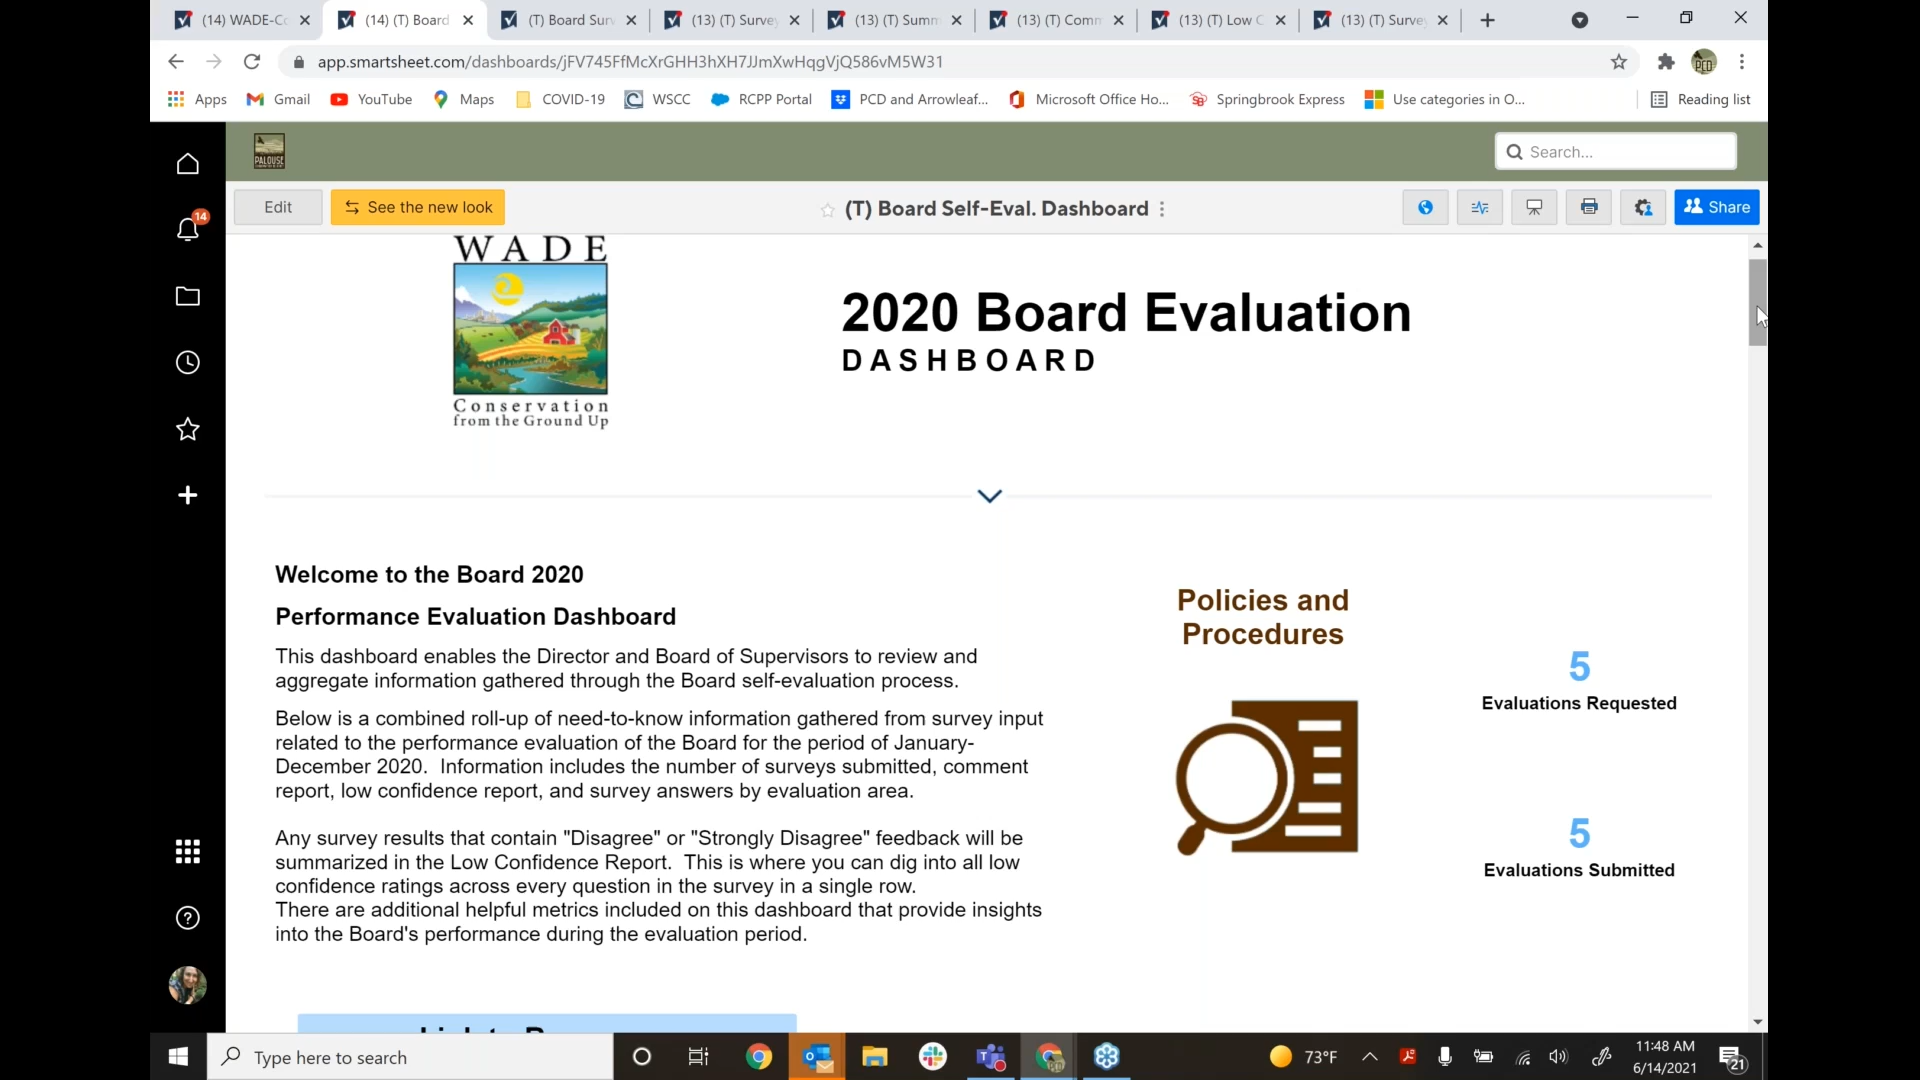 (14) WADE-Co
(14) (T) Board
(T) Board Sur
(13) (T) Surve
(13) (T) Summ
(13) (T) Comm
(13) (T) Low C
(13) (T) Surve
app.smartsheet.com/dashboards/jFV745FfMcXrGHH3hXH7JJmXwHqgVjQ586vM5W31
PCD
Apps
Gmail
YouTube
Maps
COVID-19
WSCC
RCPP Portal
PCD and Arrowleaf...
Microsoft Office Ho...
Springbrook Express
Use categories in O...
Reading list
PALOUSE
Search...
Edit
See the new look
(T) Board Self-Eval. Dashboard
Share
14
WADE
Conservation
from the Ground Up
2020 Board Evaluation
DASHBOARD
Welcome to the Board 2020
Performance Evaluation Dashboard
This dashboard enables the Director and Board of Supervisors to review and
aggregate information gathered through the Board self-evaluation process.
Below is a combined roll-up of need-to-know information gathered from survey input
related to the performance evaluation of the Board for the period of January-
December 2020.  Information includes the number of surveys submitted, comment
report, low confidence report, and survey answers by evaluation area.
Any survey results that contain "Disagree" or "Strongly Disagree" feedback will be
summarized in the Low Confidence Report.  This is where you can dig into all low
confidence ratings across every question in the survey in a single row.
There are additional helpful metrics included on this dashboard that provide insights
into the Board's performance during the evaluation period.
Policies and
Procedures
5
Evaluations Requested
5
Evaluations Submitted
Type here to search
73°F
11:48 AM
6/14/2021
21